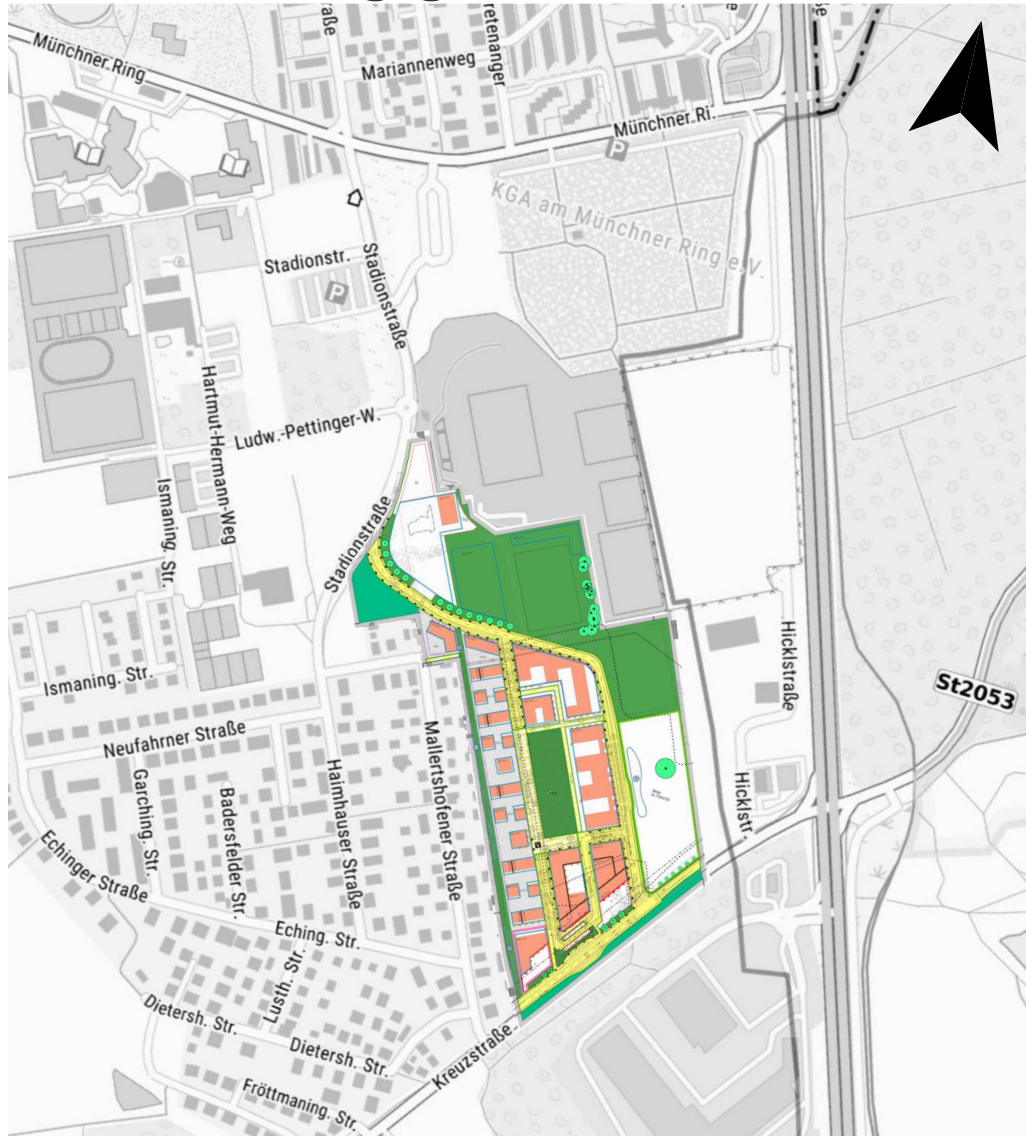 Münchner Ring
Mariannenweg
Münchner Ri.
P
KGA am Münchner Ring e.V.
Stadionstr.
P
Stadionstraße
Hartmut-Hermann-Weg
Ludw.-Pettinger-W.
Ismaning. Str.
Stadionstraße
Hicklstraße
St2053
Ismaning. Str.
Neufahrner Straße
Mallertshofener Straße
Haimhauser Straße
Badersfelder Str.
Garching. Str.
Hicklstr.
Echinger Straße
Eching. Str.
Lusth. Str.
Dietersh. Str.
Dietersh. Str.
Kreuzstraße
Fröttmaning. Str.